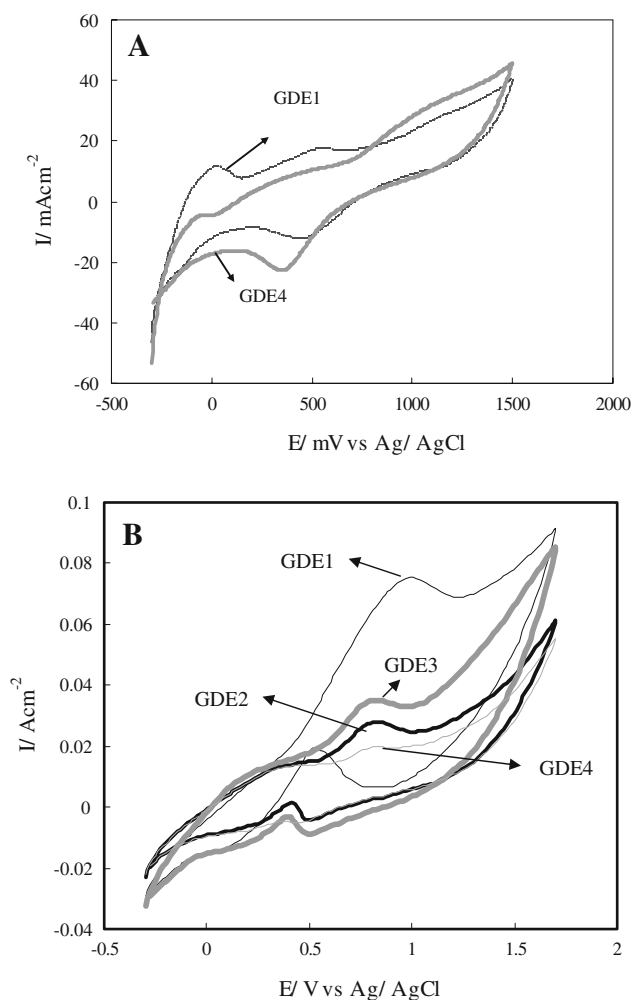 A
60
40
20
0
-20
-40
-60
I/ mAcm-2
GDE1
GDE4
-500 0 500 1000 1500 2000
E/ mV vs Ag/ AgCl
B
0.1
0.08
0.06
0.04
0.02
0
-0.02
-0.04
I/ Acm-2
GDE1
GDE3
GDE2
GDE4
-0.5 0 0.5 1 1.5 2
E/ V vs Ag/ AgCl